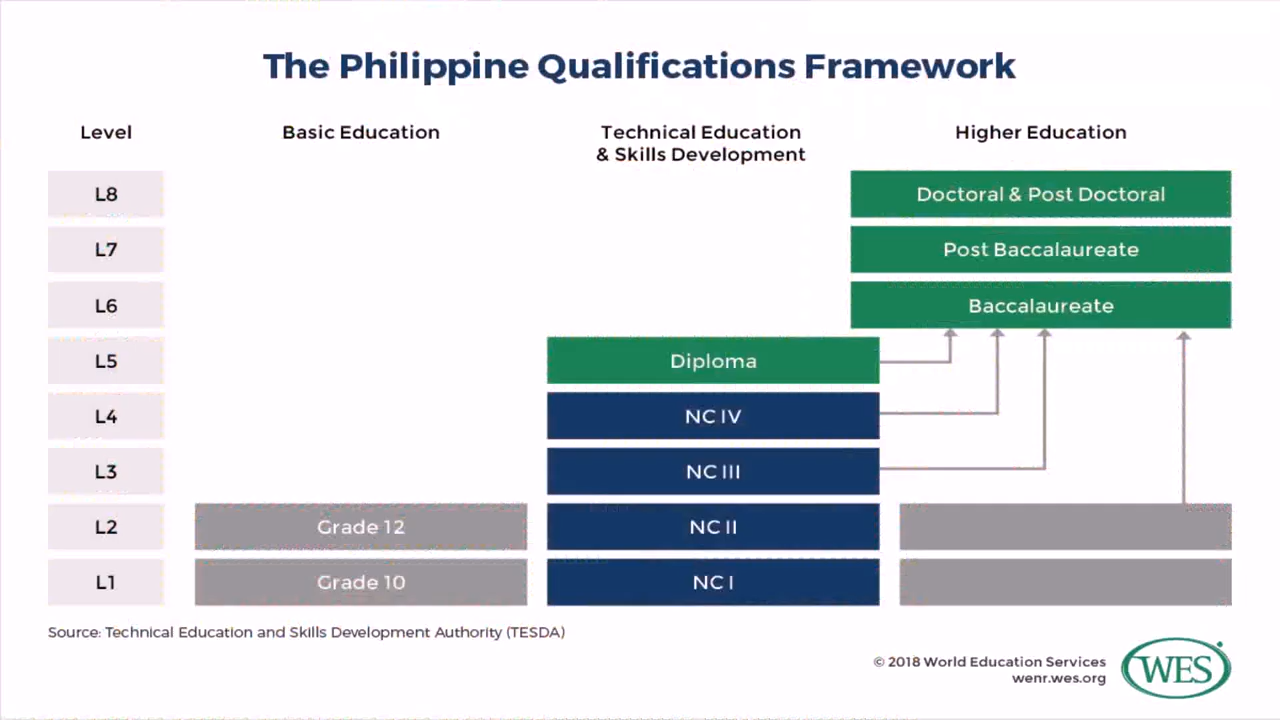 The Philippine Qualifications Framework
Level
Basic Education
Technical Education
& Skills Development
Higher Education
L8
Doctoral & Post Doctoral
L7
Post Baccalaureate
L6
Baccalaureate
L5
Diploma
L4
NC IV
L3
NC III
L2
Grade 12
NC II
L1
Grade 10
NC I
Source: Technical Education and Skills Development Authority (TESDA)
© 2018 World Education Services
wenr.wes.org
WES